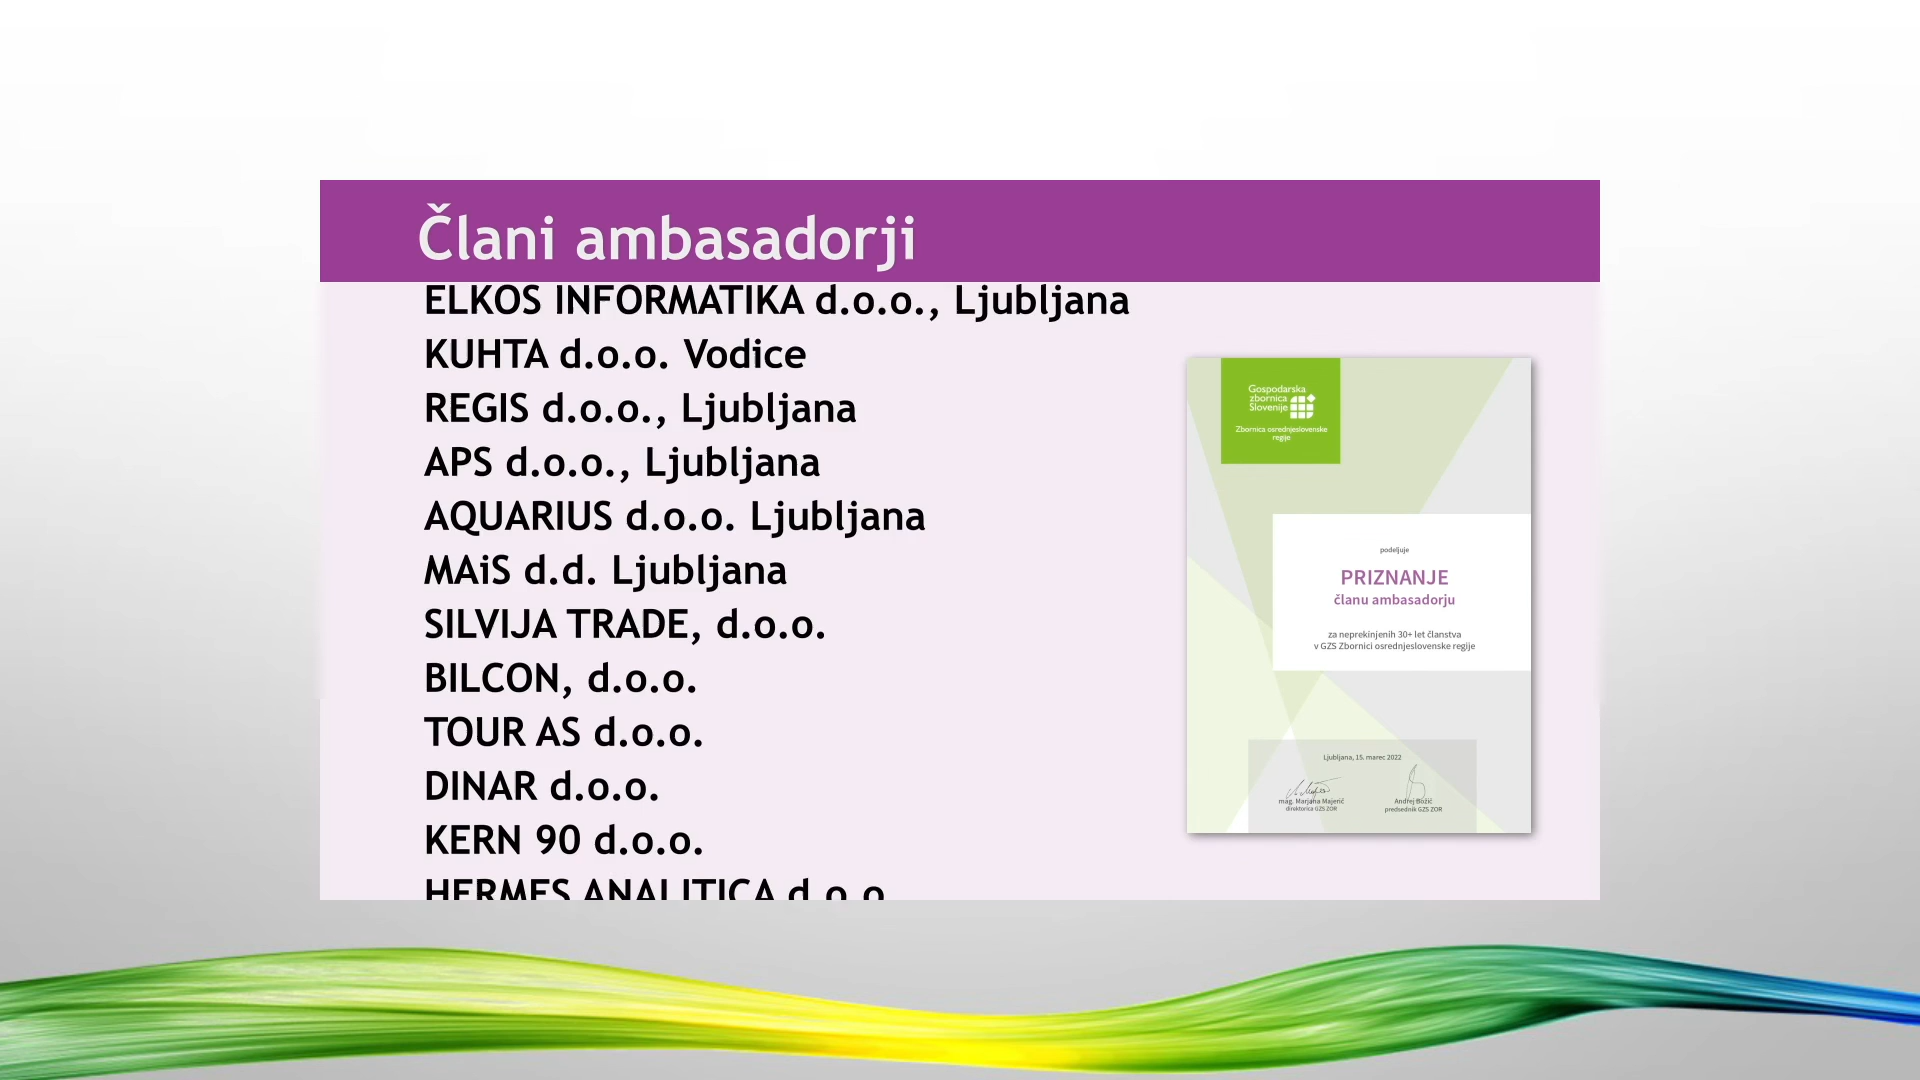 Člani ambasadorji
ELKOS INFORMATIKA d.o.o., Ljubljana
KUHTA d.o.o. Vodice
REGIS d.o.o., Ljubljana
APS d.o.o., Ljubljana
AQUARIUS d.o.o. Ljubljana
MAiS d.d. Ljubljana
SILVIJA TRADE, d.o.o.
BILCON, d.o.o.
TOUR AS d.o.o.
DINAR d.o.o.
KERN 90 d.o.o.
HERMES ANALITICA d.o.o.
Gospodarska
zbornica
Slovenije
Zbornica osrednjeslovenske
regije
podeljuje
PRIZNANJE
članu ambasadorju
za neprekinjenih 30+ let članstva
v GZS Zbornici osrednjeslovenske regije
Ljubljana, 15. marec 2022
mag. Marjana Majerič
direktorica GZS ZOR
Andrej Božič
predsednik GZS ZOR